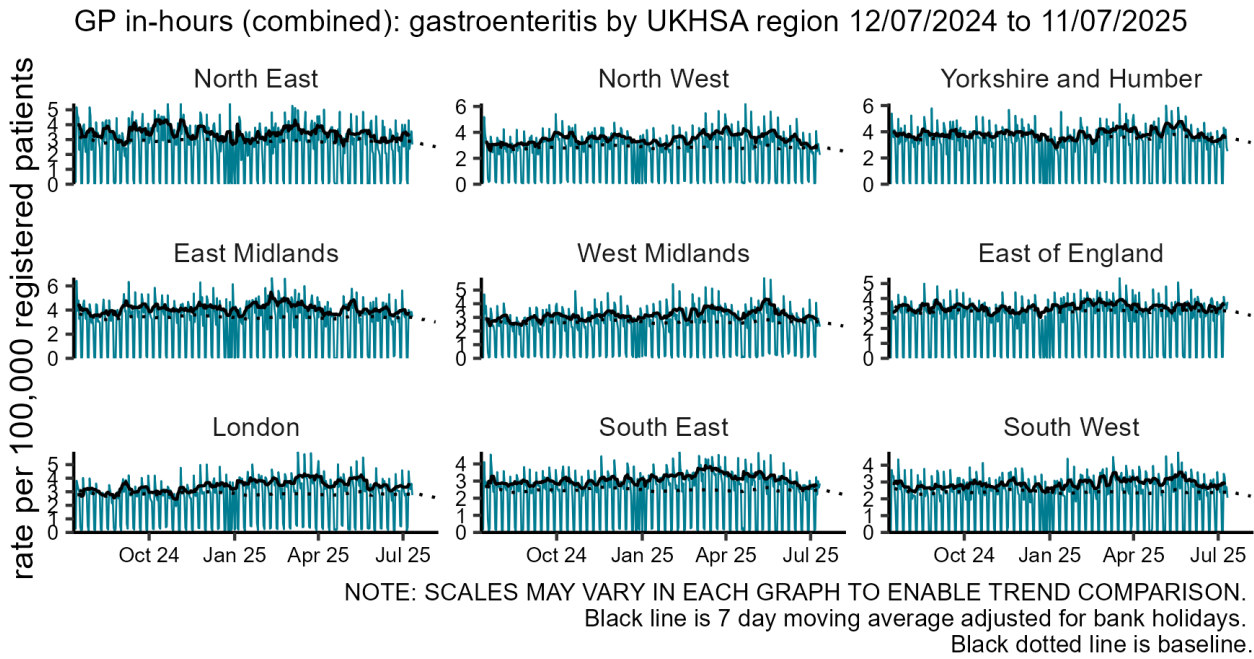 GP in-hours (combined): gastroenteritis by UKHSA region 12/07/2024 to 11/07/2025
rate per 100,000 registered patients
North East
5
4
3
2
1
0
North West
6
4
2
0
Yorkshire and Humber
6
4
2
0
East Midlands
6
4
2
0
West Midlands
5
4
3
2
1
0
East of England
5
4
3
2
1
0
London
5
4
3
2
1
0
Oct 24 Jan 25 Apr 25 Jul 25
South East
4
3
2
1
0
Oct 24 Jan 25 Apr 25 Jul 25
South West
4
3
2
1
0
Oct 24 Jan 25 Apr 25 Jul 25
NOTE: SCALES MAY VARY IN EACH GRAPH TO ENABLE TREND COMPARISON.
Black line is 7 day moving average adjusted for bank holidays.
Black dotted line is baseline.